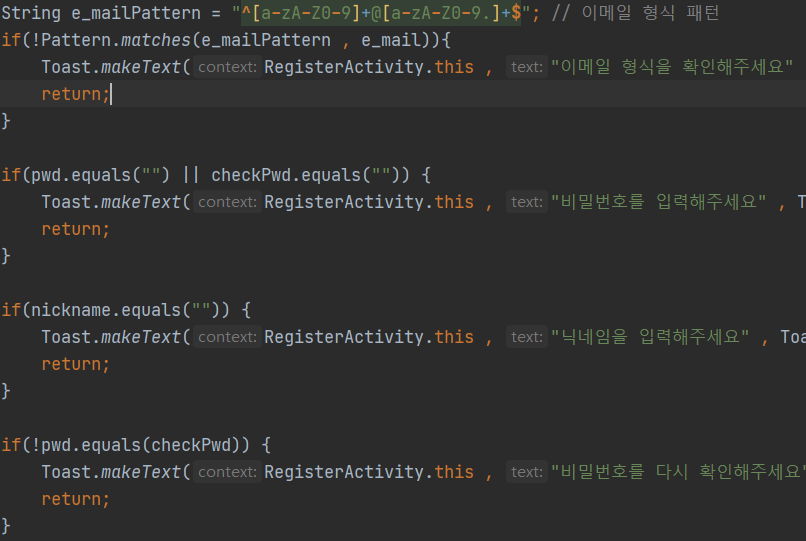 String e_mailPattern = "^[a-zA-Z0-9]+@[a-zA-Z0-9.]+$"; // 이메일 형식 패턴
if(!Pattern.matches(e_mailPattern , e_mail)){
Toast.makeText( context: RegisterActivity.this , text: "이메일 형식을 확인해주세요"
return;
}
if(pwd.equals("") || checkPwd.equals("")) {
Toast.makeText( context: RegisterActivity.this , text: "비밀번호를 입력해주세요" , T
return;
}
if(nickname.equals("")) {
Toast.makeText( context: RegisterActivity.this , text: "닉네임을 입력해주세요" , Toa
return;
}
if(!pwd.equals(checkPwd)) {
Toast.makeText( context: RegisterActivity.this , text: "비밀번호를 다시 확인해주세요"
return;
}